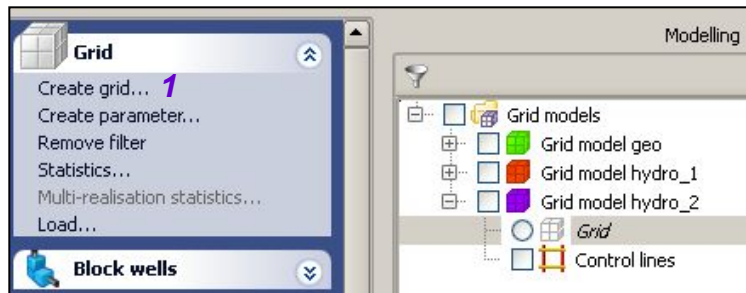 Grid
Create grid... 1
Create parameter...
Remove filter
Statistics...
Multi-realisation statistics...
Load...
Block wells
Modelling
Grid models
Grid model geo
Grid model hydro_1
Grid model hydro_2
Grid
Control lines